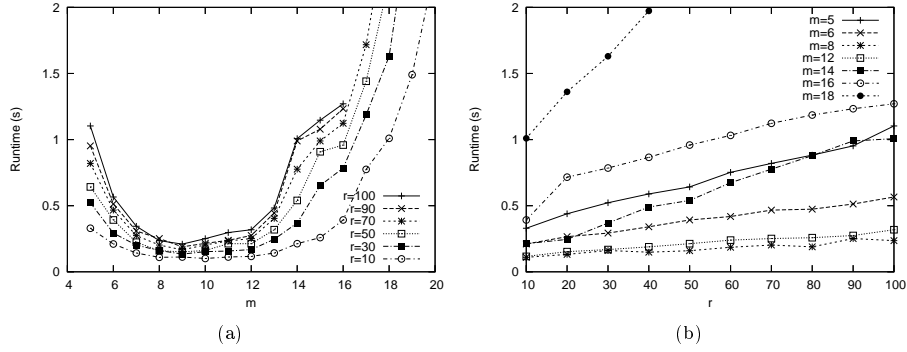 2
1.5
1
0.5
0
Runtime (s)
4 6 8 10 12 14 16 18 20
m
r=100
r=90
r=70
r=50
r=30
r=10
(a)
2
1.5
1
0.5
0
Runtime (s)
10 20 30 40 50 60 70 80 90 100
r
m=5
m=6
m=8
m=12
m=14
m=16
m=18
(b)